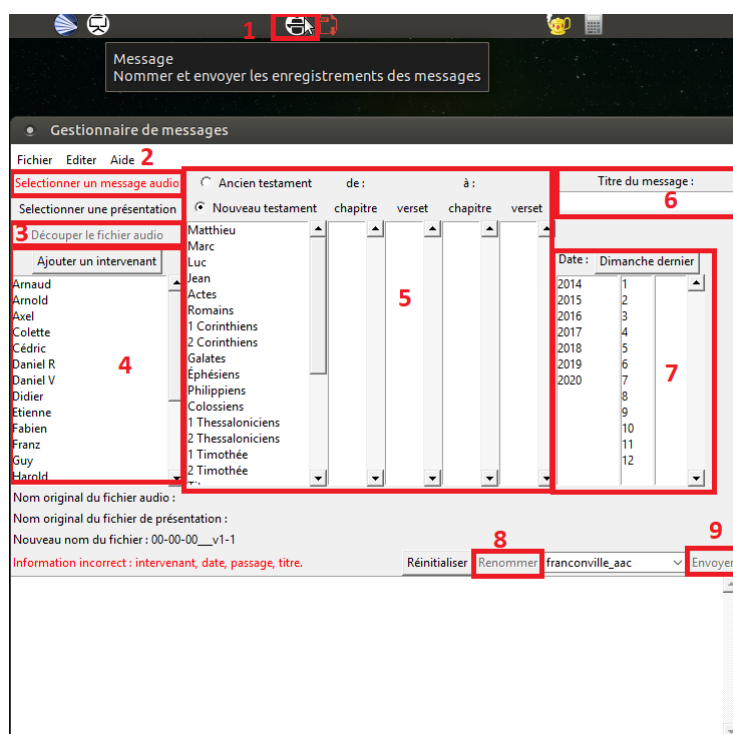 1
Message
Nommer et envoyer les enregistrements des messages
Gestionnaire de messages
Fichier Editer Aide 2
Selectionner un message audio
Ancien testament de : à :
Titre du message :
6
Selectionner une présentation
Nouveau testament chapitre verset chapitre verset
3 Découper le fichier audio
Ajouter un intervenant
Arnaud
Arnold
Axel
Colette
Cédric
Daniel R
Daniel V
Didier
Etienne
Fabien
Franz
Guy
Harold
4
Matthieu
Marc
Luc
Jean
Actes
Romains
1 Corinthiens
2 Corinthiens
Galates
Éphésiens
Philippiens
Colossiens
1 Thessaloniciens
2 Thessaloniciens
1 Timothée
2 Timothée
5
Date : Dimanche dernier
2014 1
2015 2
2016 3
2017 4
2018 5
2019 6
2020 7
8
9
10
11
12
7
Nom original du fichier audio :
Nom original du fichier de présentation :
Nouveau nom du fichier : 00-00-00__v1-1
8
9
Information incorrect : intervenant, date, passage, titre.
Réinitialiser Renommer franconville_aac Envoyer